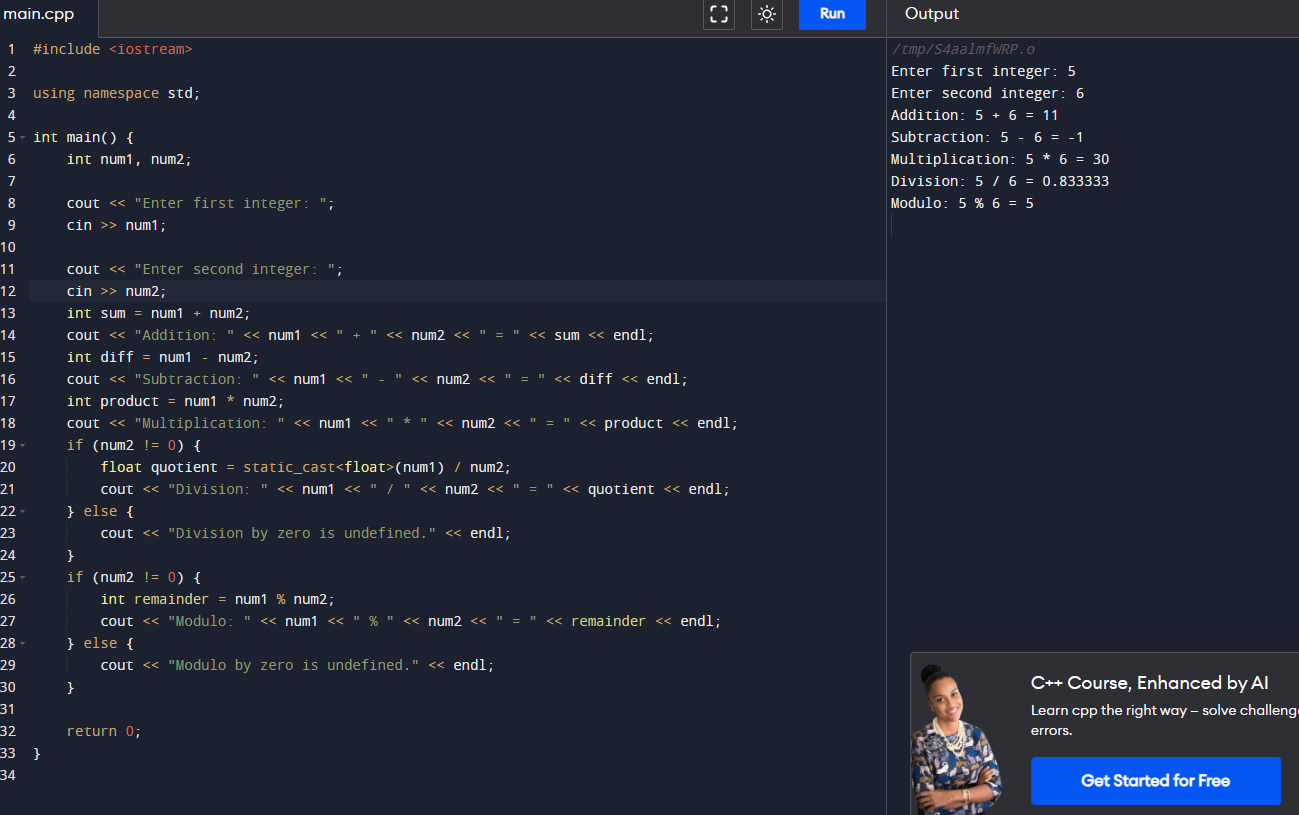 main.cpp
Run
Output
1 #include <iostream>
2
3 using namespace std;
4
5 int main() {
6     int num1, num2;
7
8     cout << "Enter first integer: ";
9     cin >> num1;
10
11     cout << "Enter second integer: ";
12     cin >> num2;
13     int sum = num1 + num2;
14     cout << "Addition: " << num1 << " + " << num2 << " = " << sum << endl;
15     int diff = num1 - num2;
16     cout << "Subtraction: " << num1 << " - " << num2 << " = " << diff << endl;
17     int product = num1 * num2;
18     cout << "Multiplication: " << num1 << " * " << num2 << " = " << product << endl;
19     if (num2 != 0) {
20         float quotient = static_cast<float>(num1) / num2;
21         cout << "Division: " << num1 << " / " << num2 << " = " << quotient << endl;
22     } else {
23         cout << "Division by zero is undefined." << endl;
24     }
25     if (num2 != 0) {
26         int remainder = num1 % num2;
27         cout << "Modulo: " << num1 << " % " << num2 << " = " << remainder << endl;
28     } else {
29         cout << "Modulo by zero is undefined." << endl;
30     }
31
32     return 0;
33 }
34
/tmp/S4aalmfWRP.o
Enter first integer: 5
Enter second integer: 6
Addition: 5 + 6 = 11
Subtraction: 5 - 6 = -1
Multiplication: 5 * 6 = 30
Division: 5 / 6 = 0.833333
Modulo: 5 % 6 = 5
C++ Course, Enhanced by AI
Learn cpp the right way – solve challeng
errors.
Get Started for Free